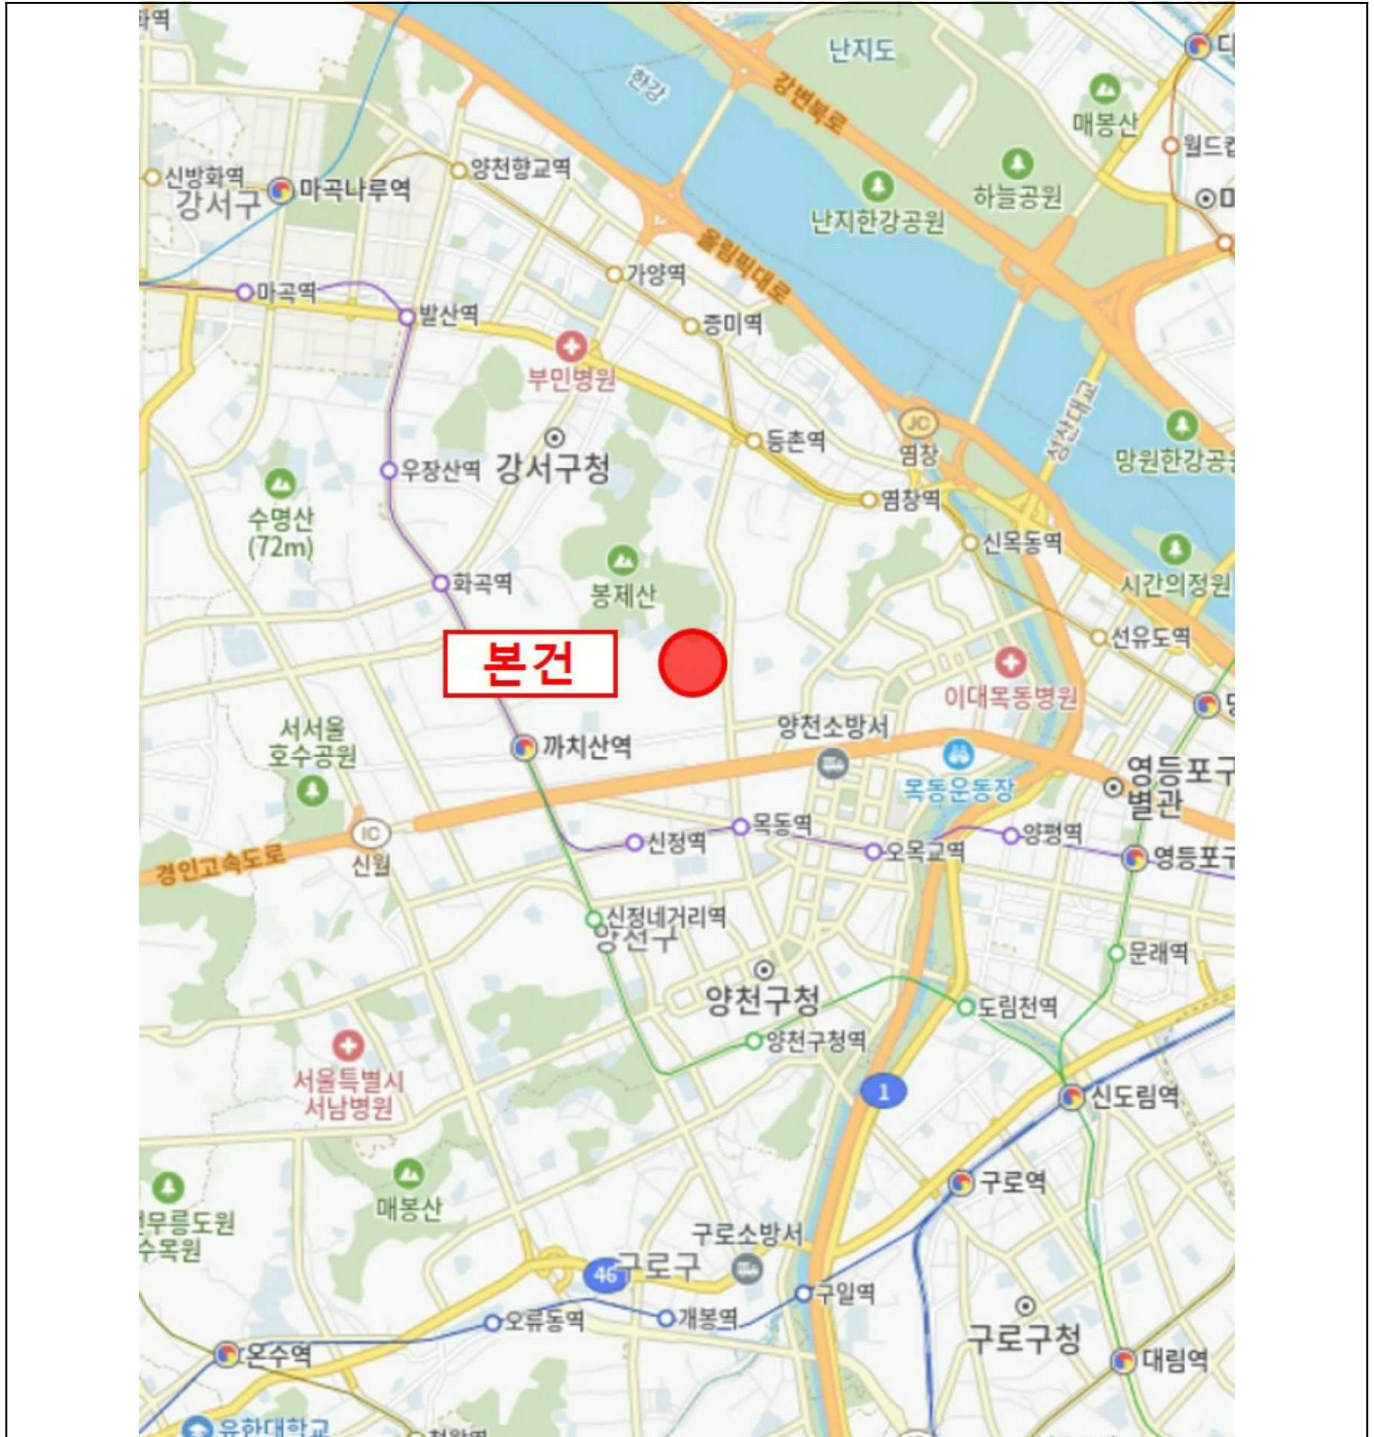 난지도
한강
강변북로
매봉산
월드컵
양천향교역
신방화역
마곡나루역
강서구
하늘공원
난지한강공원
올림픽대로
가양역
마곡역
발산역
증미역
부민병원
성산대교
JC
염창
등촌역
망원한강공원
우장산역
강서구청
염창역
수명산
(72m)
신목동역
봉제산
화곡역
시간의정원
선유도역
본건
이대목동병원
서서울
호수공원
양천소방서
까치산역
목동운동장
영등포구
별관
IC
신월
경인고속도로
신정역
목동역
오목교역
양평역
영등포구
신정네거리역
양천구
문래역
양천구청
도림천역
양천구청역
서울특별시
서남병원
1
신도림역
매봉산
구로역
무릉도원
수목원
구로소방서
46
구로구
구일역
오류동역
개봉역
구로구청
온수역
대림역
유한대학교